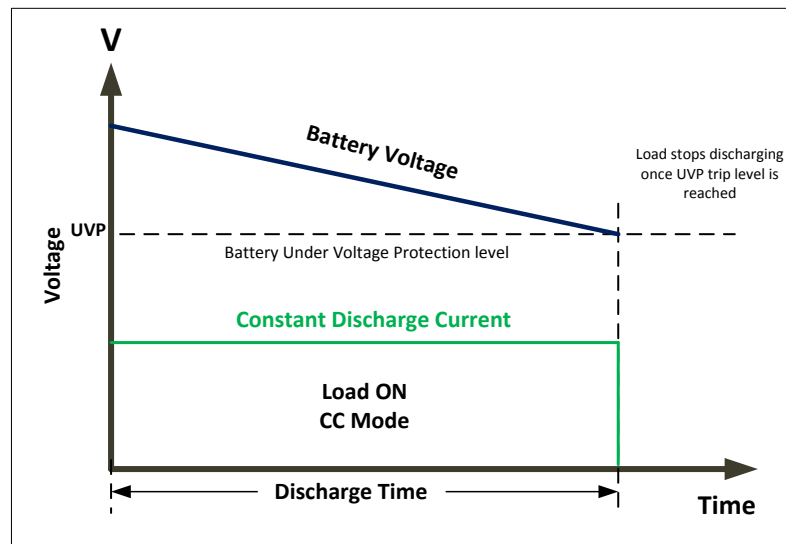 V
Battery Voltage
Load stops discharging
once UVP trip level is
reached
UVP
Battery Under Voltage Protection level
Voltage
Constant Discharge Current
Load ON
CC Mode
Discharge Time
Time